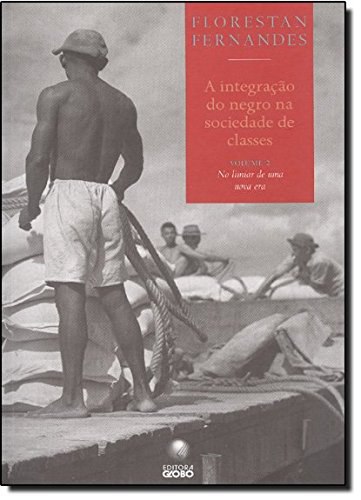 FLORESTAN
FERNANDES
A integração
do negro na
sociedade de
classes
VOLUME 2
No limiar de uma
nova era
EDITORA
GLOBO